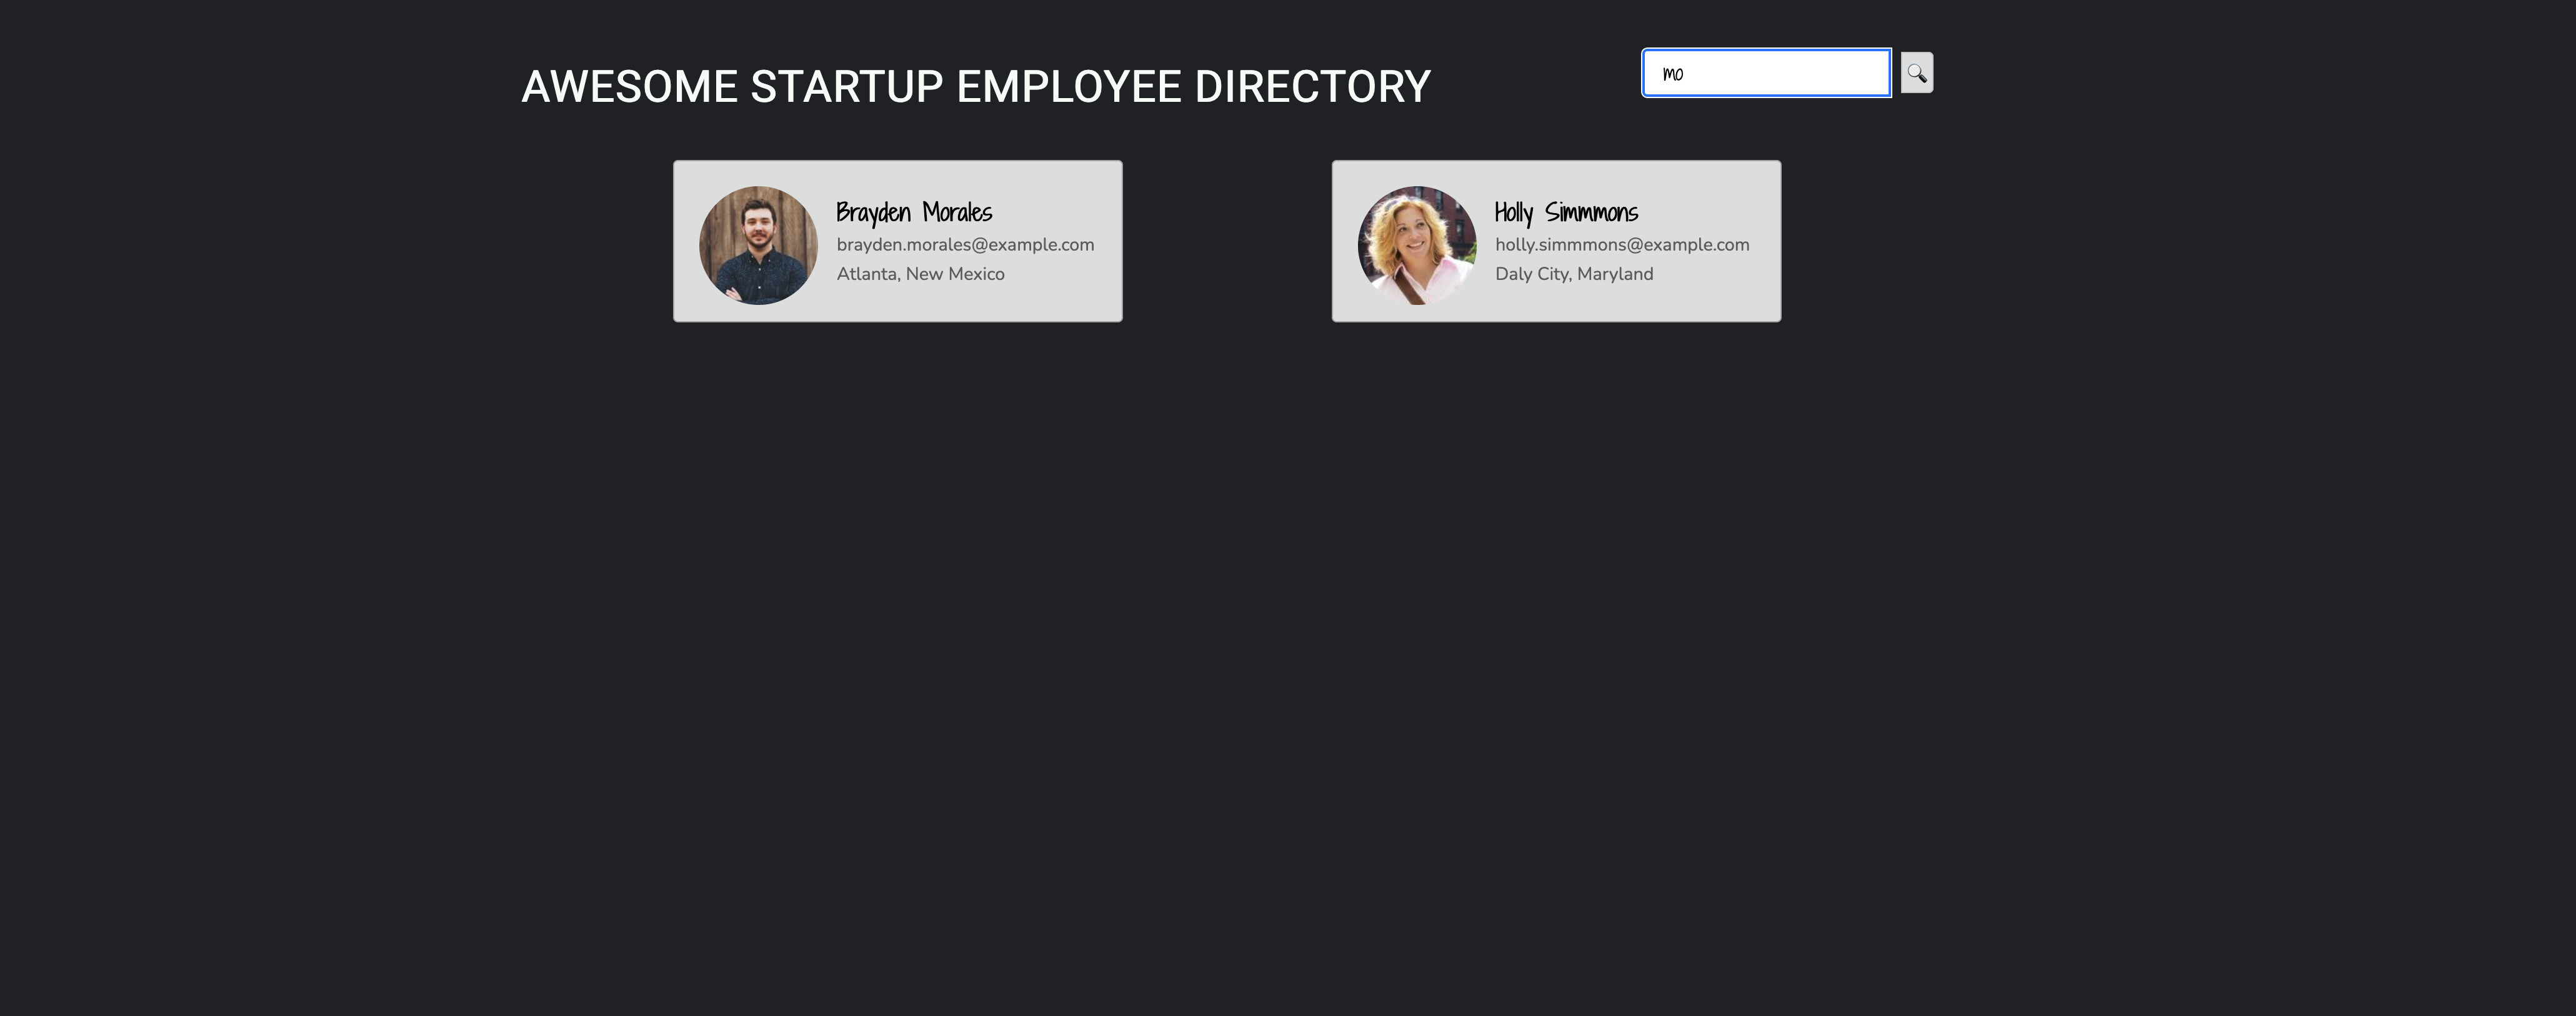 AWESOME STARTUP EMPLOYEE DIRECTORY
mo
Brayden Morales
brayden.morales@example.com
Atlanta, New Mexico
Holly Simmmons
holly.simmmons@example.com
Daly City, Maryland